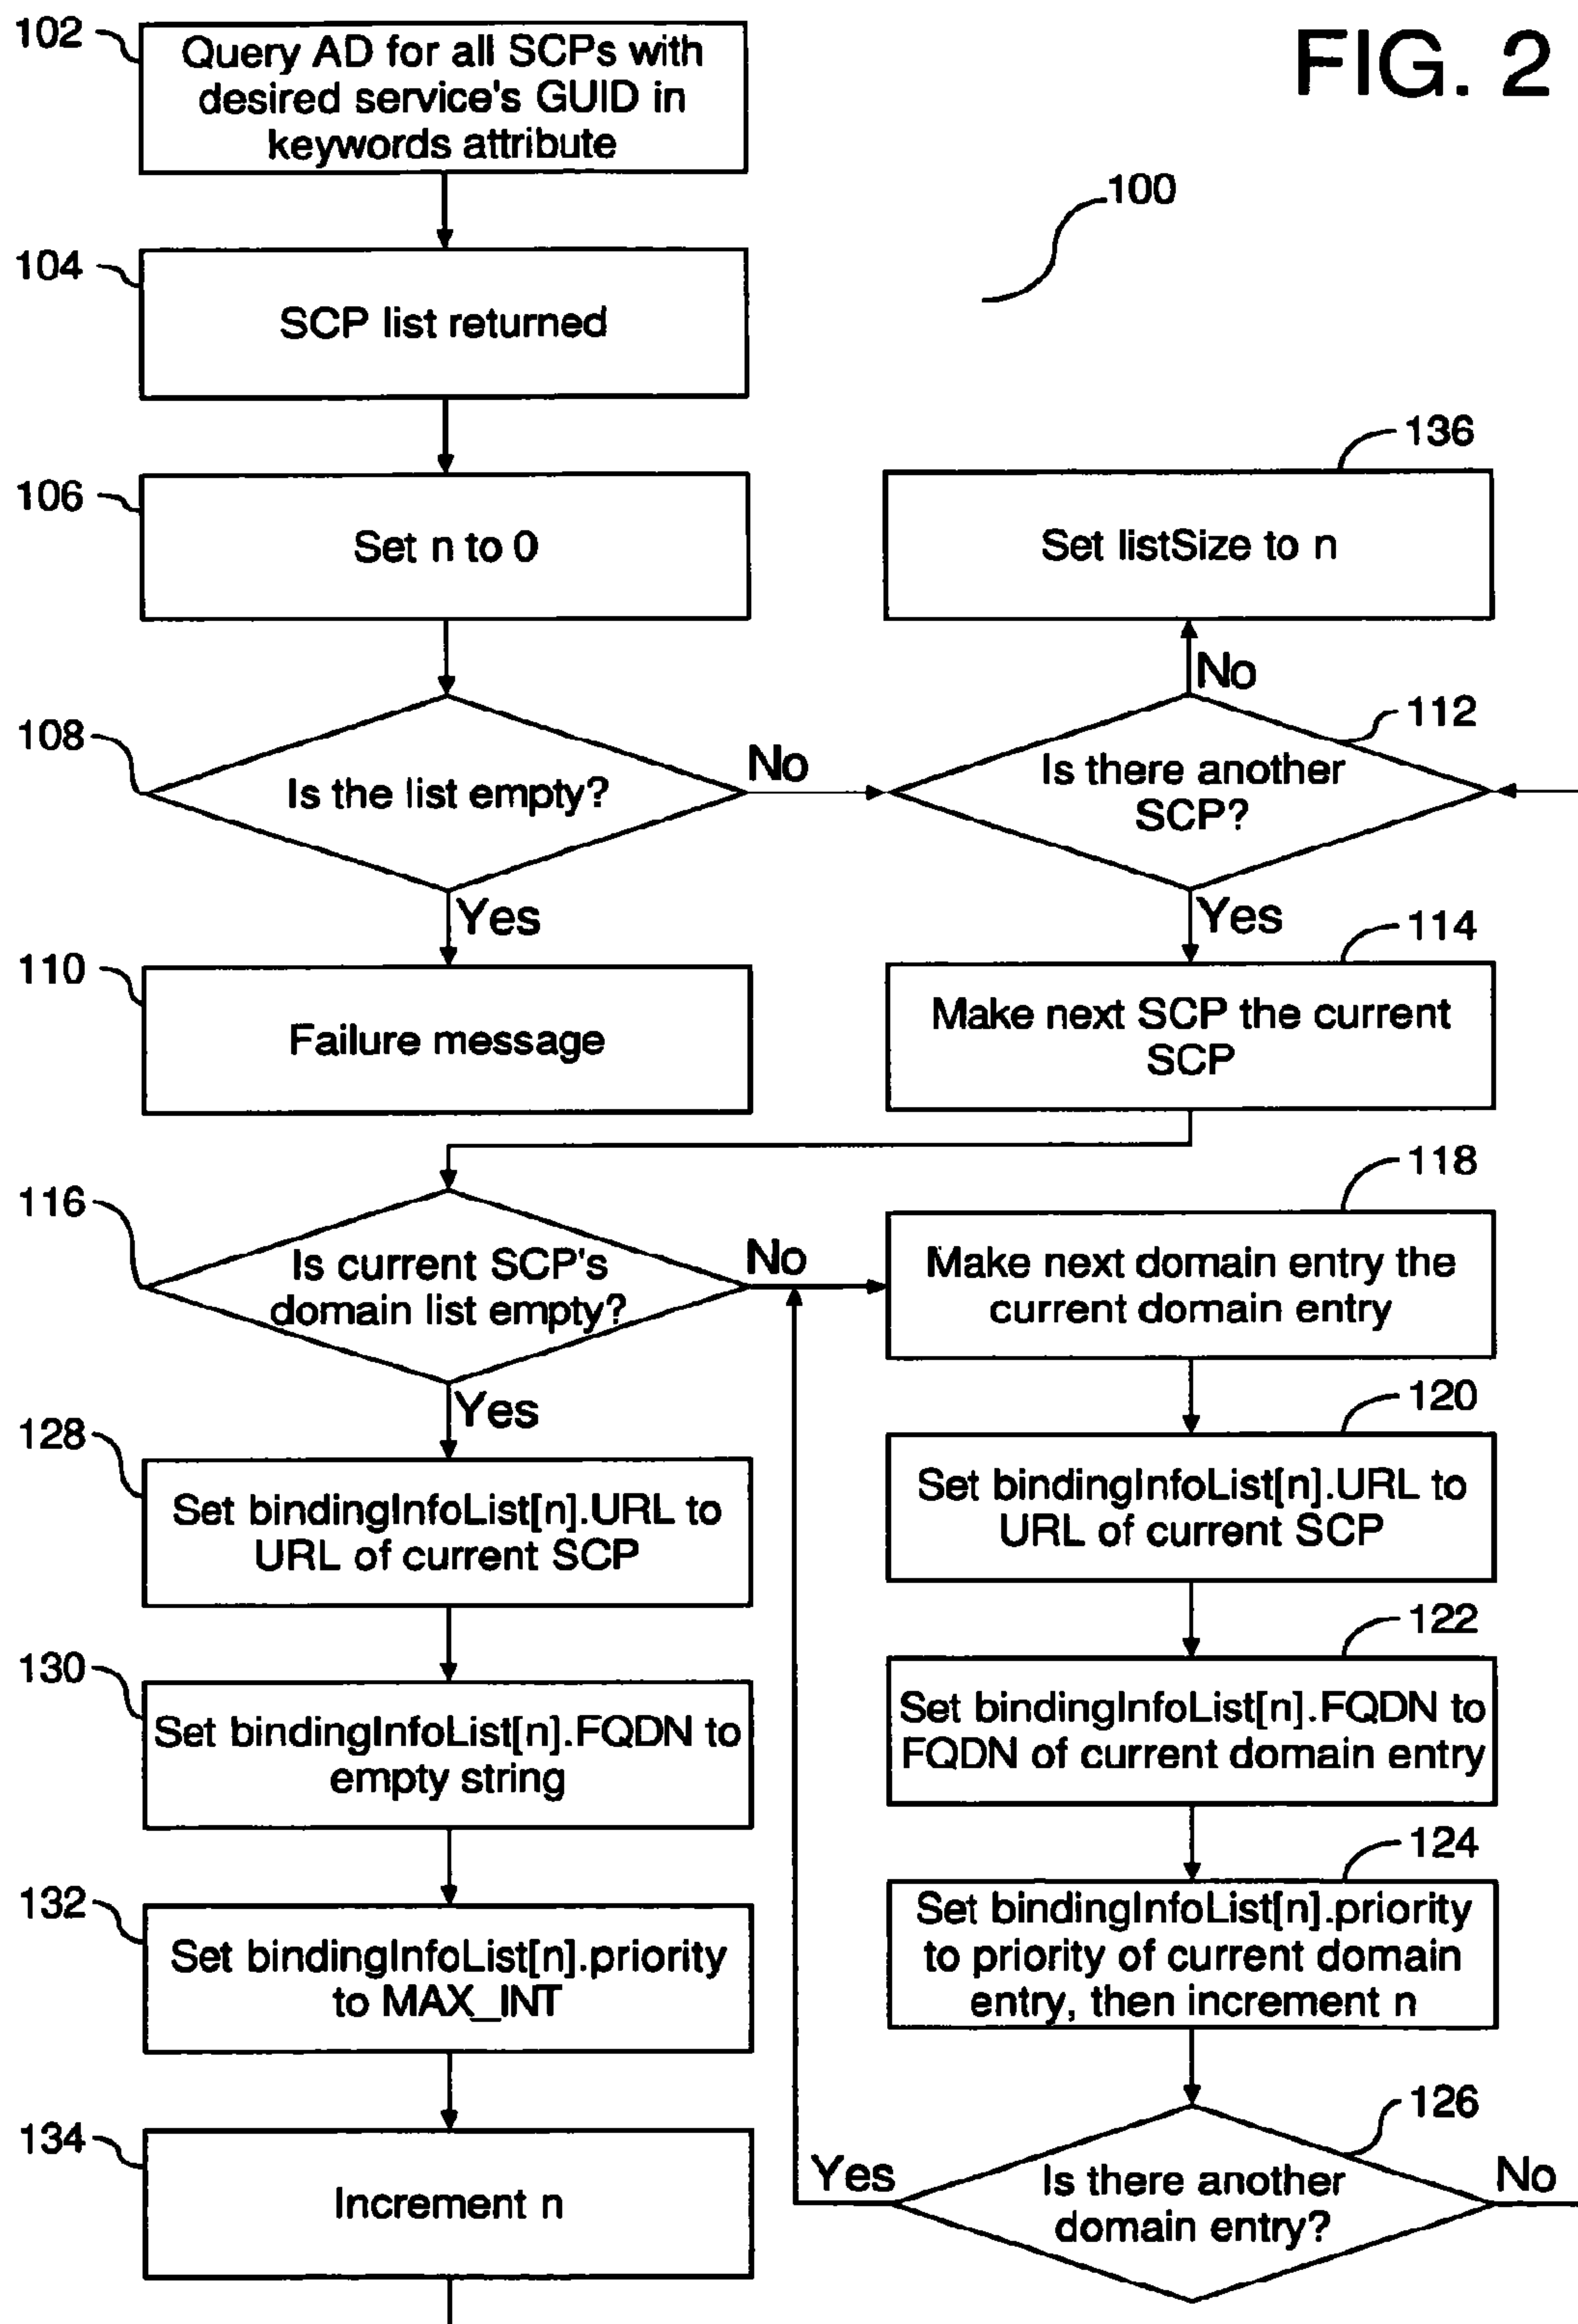 FIG. 2
100
102
Query AD for all SCPs with
desired service's GUID in
keywords attribute
104
SCP list returned
106
Set n to 0
136
Set listSize to n
108
Is the list empty?
No
Yes
112
Is there another
SCP?
No
Yes
110
Failure message
114
Make next SCP the current
SCP
116
Is current SCP's
domain list empty?
No
Yes
118
Make next domain entry the
current domain entry
128
Set bindingInfoList[n].URL to
URL of current SCP
120
Set bindingInfoList[n].URL to
URL of current SCP
130
Set bindingInfoList[n].FQDN to
empty string
122
Set bindingInfoList[n].FQDN to
FQDN of current domain entry
132
Set bindingInfoList[n].priority
to MAX_INT
124
Set bindingInfoList[n].priority
to priority of current domain
entry, then increment n
134
Increment n
126
Is there another
domain entry?
Yes
No